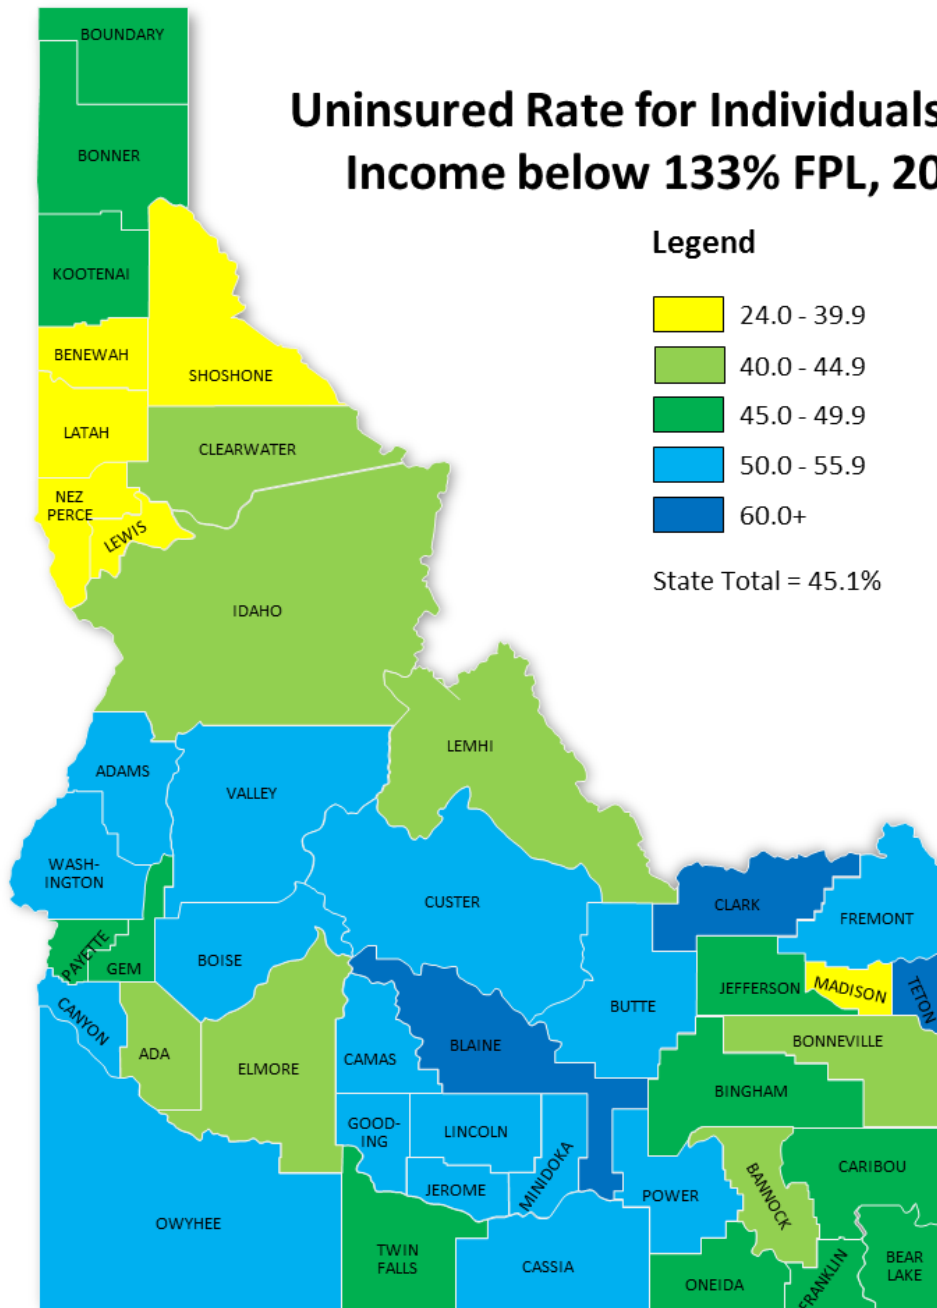 BOUNDARY
Uninsured Rate for Individuals
BONNER
Income below 133% FPL, 20
Legend
KOOTENAI
24.0 - 39.9
BENEWAH
SHOSHONE
40.0 - 44.9
45.0 - 49.9
LATAH
CLEARWATER
50.0 - 55.9
NEZ
PERCE
60.0+
LEWIS
State Total = 45.1%
IDAHO
LEMHI
ADAMS
VALLEY
WASH-
INGTON
CUSTER
CLARK
FREMONT
PAYETTE
GEM
BOISE
BUTTE
JEFFERSON
MADISON
TETON
CANYON
ADA
ELMORE
CAMAS
BLAINE
BONNEVILLE
BINGHAM
GOOD-
ING
LINCOLN
MINIDOKA
JEROME
POWER
BANNOCK
CARIBOU
OWYHEE
TWIN
FALLS
CASSIA
ONEIDA
FRANKLIN
BEAR
LAKE